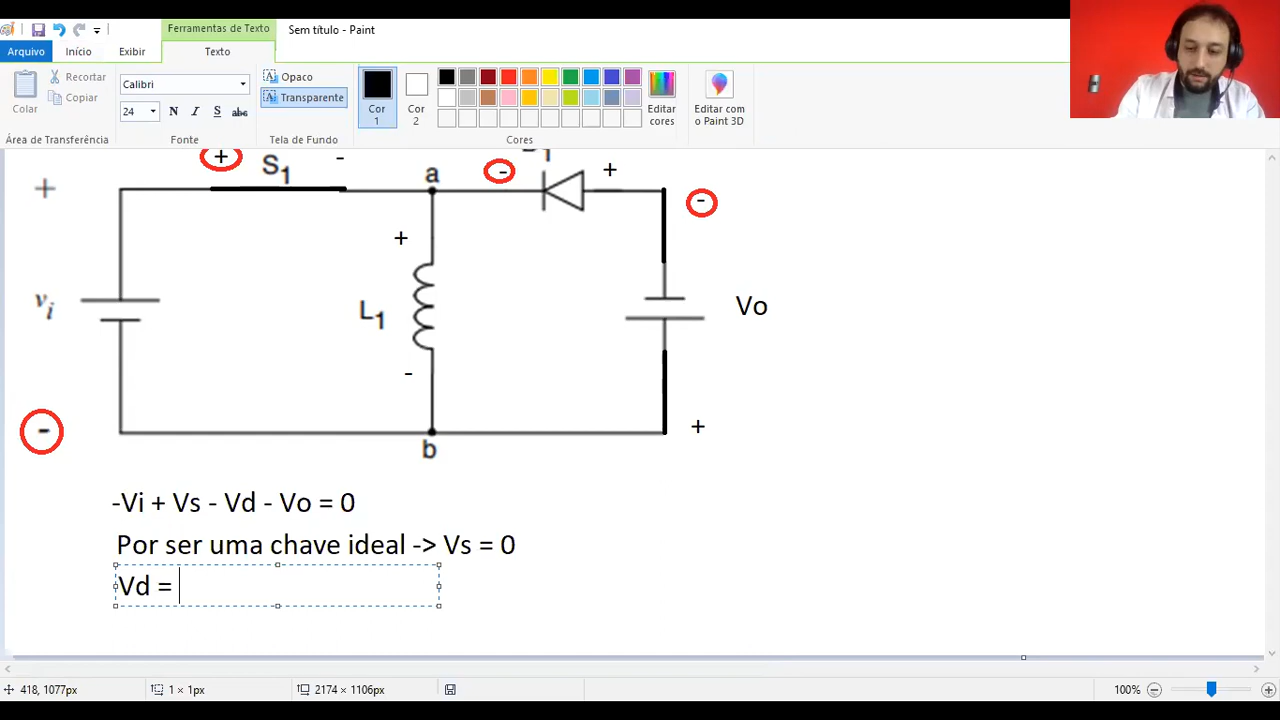 Ferramentas de Texto
Sem título - Paint
Arquivo
Início
Exibir
Texto
Colar
Recortar
Copiar
Área de Transferência
Calibri
24
N I S abc
Fonte
Opaco
Transparente
Tela de Fundo
Cor 1
Cor 2
Editar cores
Editar com o Paint 3D
Cores
+ S1 - a - + -
+
+
vi
L1
Vo
-
-
+
b
-Vi + Vs - Vd - Vo = 0
Por ser uma chave ideal -> Vs = 0
Vd =
418, 1077px
1 × 1px
2174 × 1106px
100%